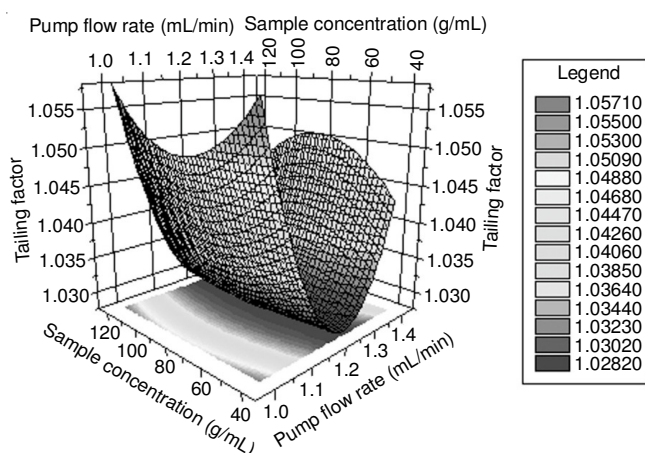 Pump flow rate (mL/min) Sample concentration (g/mL)
1.0 1.1 1.2 1.3 1.4 120 100 80 60 40
1.055 1.055
1.050 1.050
1.045 1.045
1.040 1.040
1.035 1.035
1.030 1.030
Tailing factor
Tailing factor
120 100 80 60 40
Sample concentration (g/mL)
1.0 1.1 1.2 1.3 1.4
Pump flow rate (mL/min)
Legend
1.05710
1.05500
1.05300
1.05090
1.04880
1.04680
1.04470
1.04260
1.04060
1.03850
1.03640
1.03440
1.03230
1.03020
1.02820